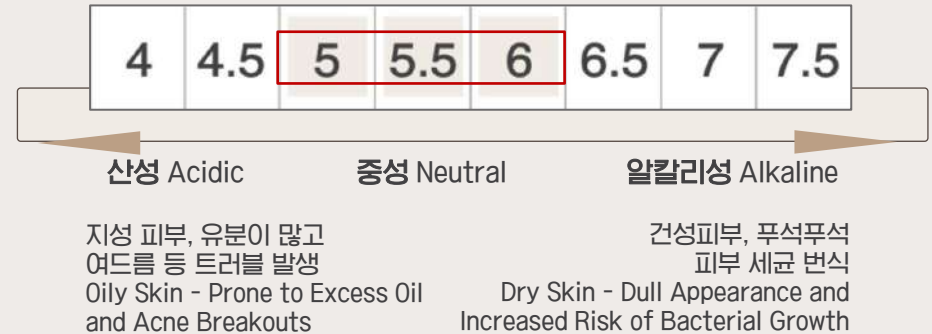 4 4.5 5 5.5 6 6.5 7 7.5
산성 Acidic 중성 Neutral 알칼리성 Alkaline
지성 피부, 유분이 많고
여드름 등 트러블 발생
Oily Skin - Prone to Excess Oil
and Acne Breakouts
건성피부, 푸석푸석
피부 세균 번식
Dry Skin - Dull Appearance and
Increased Risk of Bacterial Growth